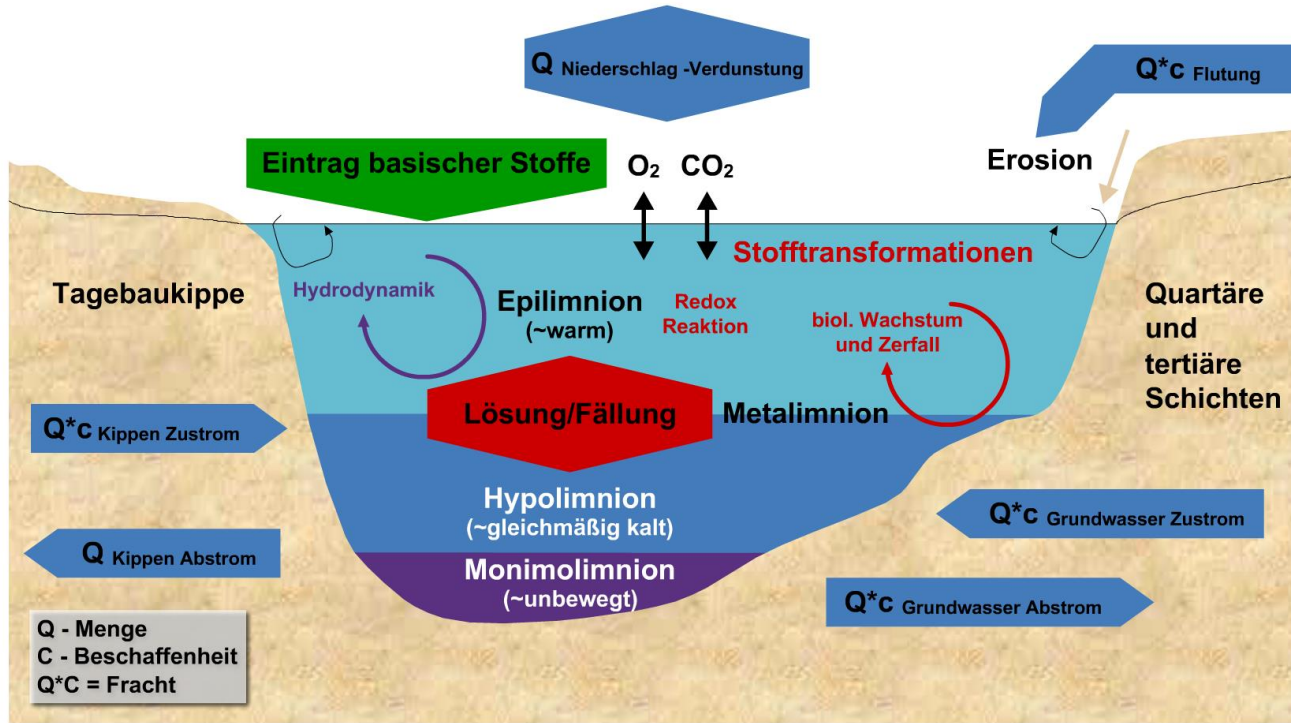 Q Niederschlag -Verdunstung
Q*c Flutung
Eintrag basischer Stoffe
O2
CO2
Erosion
Stofftransformationen
Tagebaukippe
Hydrodynamik
Epilimnion
(~warm)
Redox
Reaktion
biol. Wachstum
und Zerfall
Quartäre
und
tertiäre
Schichten
Q*c Kippen Zustrom
Lösung/Fällung
Metalimnion
Hypolimnion
(~gleichmäßig kalt)
Q*c Grundwasser Zustrom
Q Kippen Abstrom
Monimolimnion
(~unbewegt)
Q*c Grundwasser Abstrom
Q - Menge
C - Beschaffenheit
Q*C = Fracht